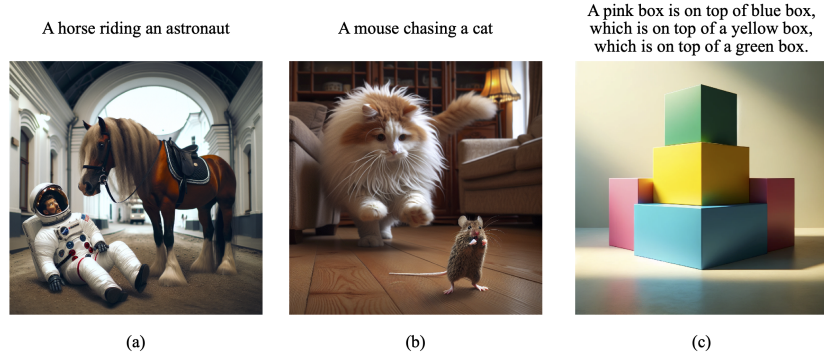 A horse riding an astronaut
A mouse chasing a cat
A pink box is on top of blue box,
which is on top of a yellow box,
which is on top of a green box.
(a)
(b)
(c)